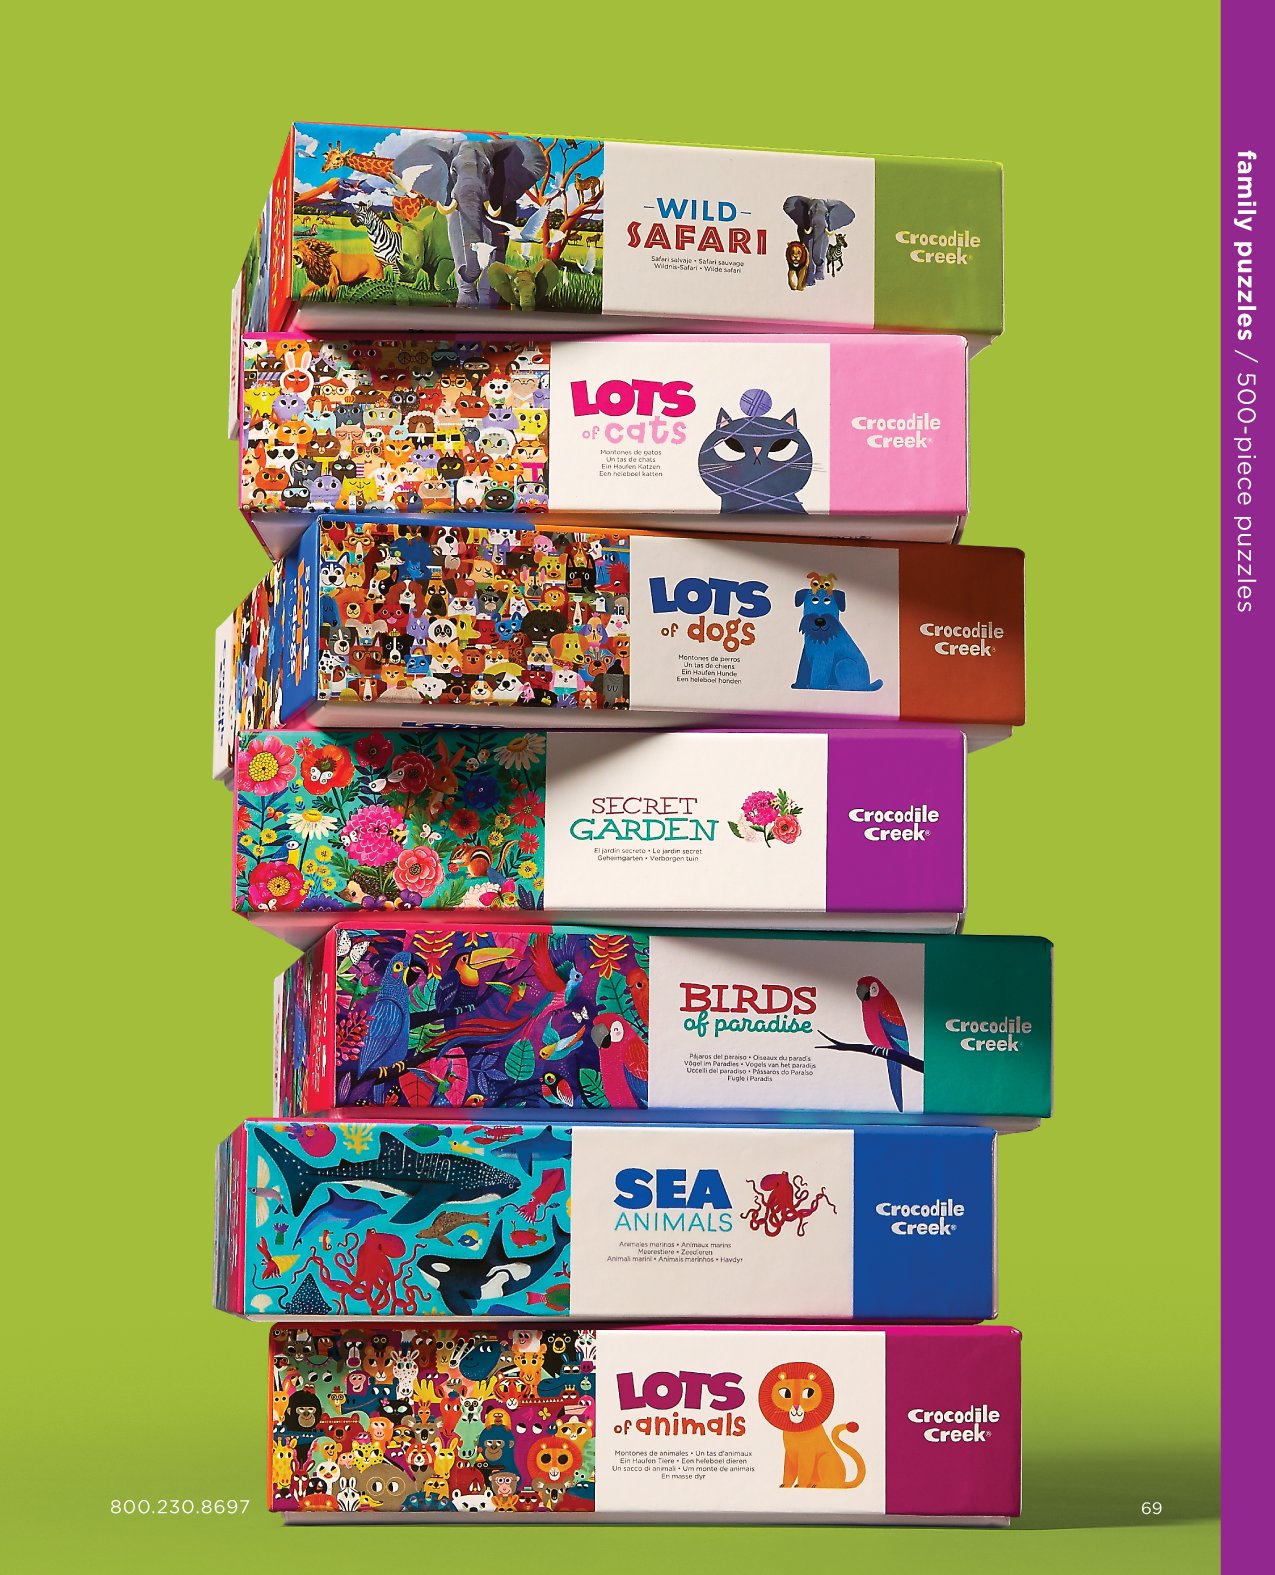 –WILD–
SAFARI
Safari salvaje • Safari sauvage
Wildnis-Safari • Wilde safari
Crocodile
Creek®
LOTS
of cats
Montones de gatos
Un tas de chats
Ein Haufen Katzen
Een heleboel katten
Crocodile
Creek®
LOTS
of dogs
Montones de perros
Un tas de chiens
Ein Haufen Hunde
Een heleboel honden
Crocodile
Creek®
SECRET
GARDEN
El jardín secreto • Le jardin secret
Geheimgarten • Verborgen tuin
Crocodile
Creek®
BIRDS
of paradise
Pájaros del paraíso • Oiseaux du paradis
Vögel im Paradies • Vogels van het paradijs
Uccelli del paradiso • Pássaros do Paraíso
Fugle i Paradis
Crocodile
Creek®
SEA
ANIMALS
Animales marinos • Animaux marins
Meerestiere • Zeedieren
Animali marini • Animais marinhos • Havdyr
Crocodile
Creek®
LOTS
of animals
Montones de animales • Un tas d'animaux
Ein Haufen Tiere • Een heleboel dieren
Un sacco di animali • Um monte de animais
En masse dyr
Crocodile
Creek®
800.230.8697
69
family puzzles / 500-piece puzzles